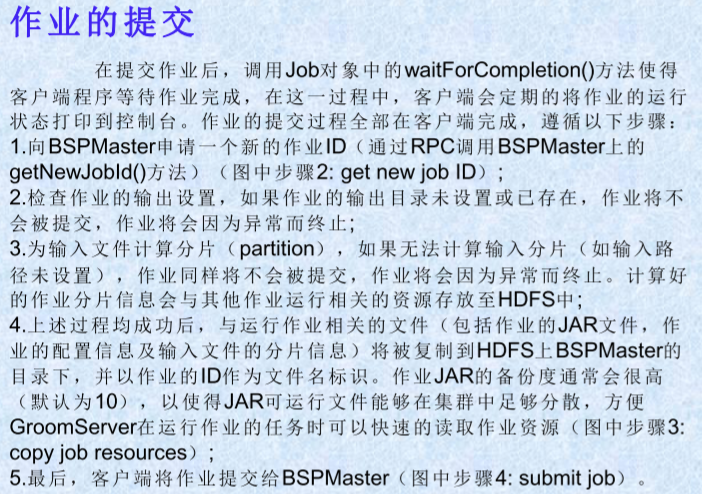 作业的提交
在提交作业后，调用Job对象中的waitForCompletion()方法使得
客户端程序等待作业完成，在这一过程中，客户端会定期的将作业的运行
状态打印到控制台。作业的提交过程全部在客户端完成，遵循以下步骤：
1.向BSPMaster申请一个新的作业ID（通过RPC调用BSPMaster上的
getNewJobId()方法）（图中步骤2: get new job ID）;
2.检查作业的输出设置，如果作业的输出目录未设置或已存在，作业将不
会被提交，作业将会因为异常而终止;
3.为输入文件计算分片（partition），如果无法计算输入分片（如输入路
径未设置），作业同样将不会被提交，作业将会因为异常而终止。计算好
的作业分片信息会与其他作业运行相关的资源存放至HDFS中;
4.上述过程均成功后，与运行作业相关的文件（包括作业的JAR文件，作
业的配置信息及输入文件的分片信息）将被复制到HDFS上BSPMaster的
目录下，并以作业的ID作为文件名标识。作业JAR的备份度通常会很高
（默认为10），以使得JAR可运行文件能够在集群中足够分散，方便
GroomServer在运行作业的任务时可以快速的读取作业资源（图中步骤3:
copy job resources）;
5.最后，客户端将作业提交给BSPMaster（图中步骤4: submit job）。